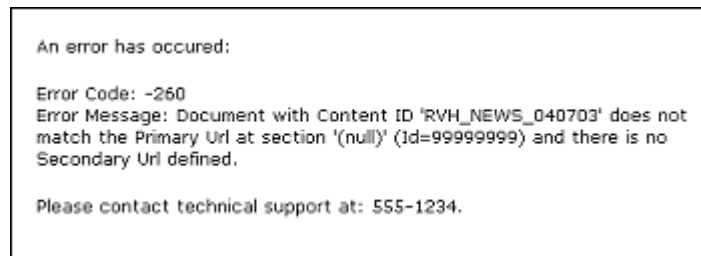 An error has occured:
Error Code: -260
Error Message: Document with Content ID 'RVH_NEWS_040703' does not
match the Primary Url at section '(null)' (Id=99999999) and there is no
Secondary Url defined.
Please contact technical support at: 555-1234.